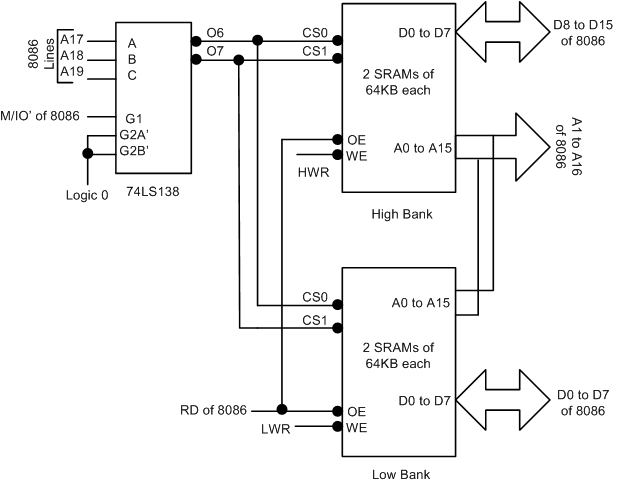 8086
Lines
A17
A18
A19
A
B
C
O6
O7
M/IO' of 8086
G1
G2A'
G2B'
Logic 0
74LS138
CS0
CS1
D0 to D7
2 SRAMs of
64KB each
OE
WE
A0 to A15
HWR
High Bank
D8 to D15
of 8086
A1 to A16
of 8086
CS0
CS1
A0 to A15
2 SRAMs of
64KB each
D0 to D7
RD of 8086
OE
LWR
WE
Low Bank
D0 to D7
of 8086